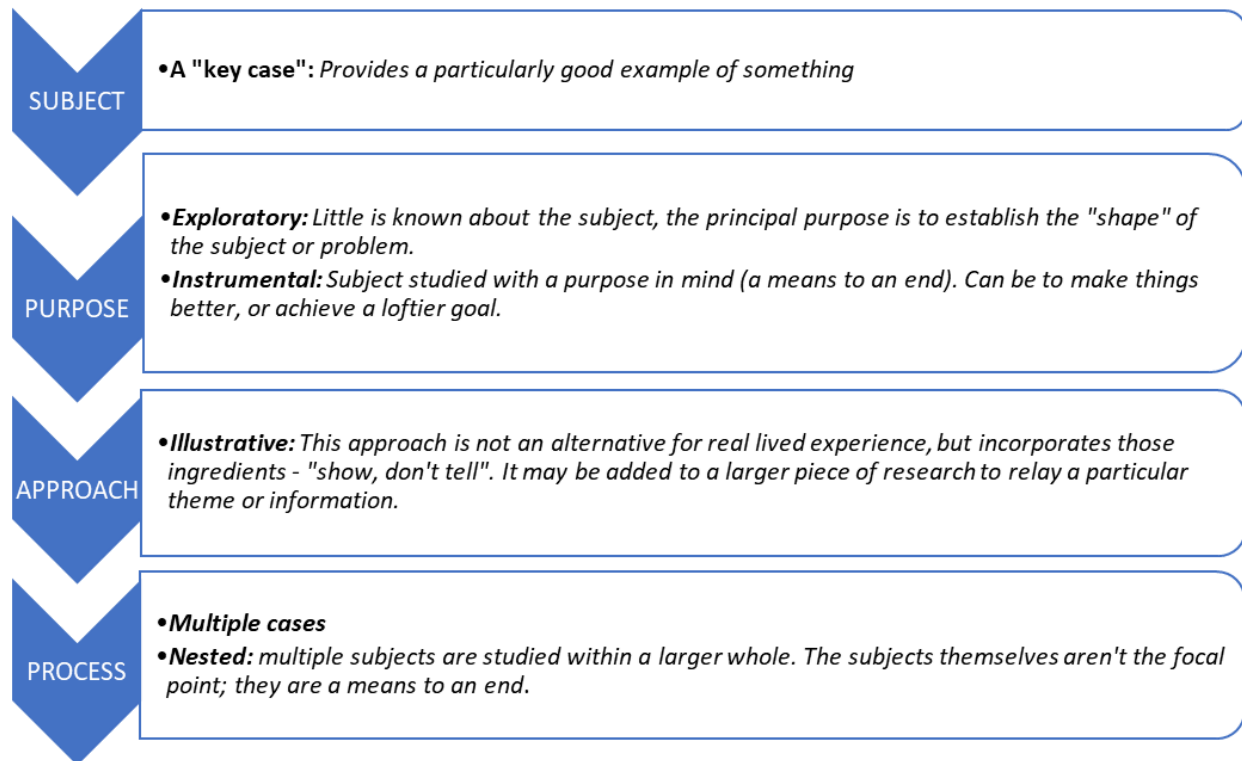 SUBJECT
•A "key case": Provides a particularly good example of something
PURPOSE
•Exploratory: Little is known about the subject, the principal purpose is to establish the "shape" of
the subject or problem.
•Instrumental: Subject studied with a purpose in mind (a means to an end). Can be to make things
better, or achieve a loftier goal.
APPROACH
•Illustrative: This approach is not an alternative for real lived experience, but incorporates those
ingredients - "show, don't tell". It may be added to a larger piece of research to relay a particular
theme or information.
PROCESS
•Multiple cases
•Nested: multiple subjects are studied within a larger whole. The subjects themselves aren't the focal
point; they are a means to an end.